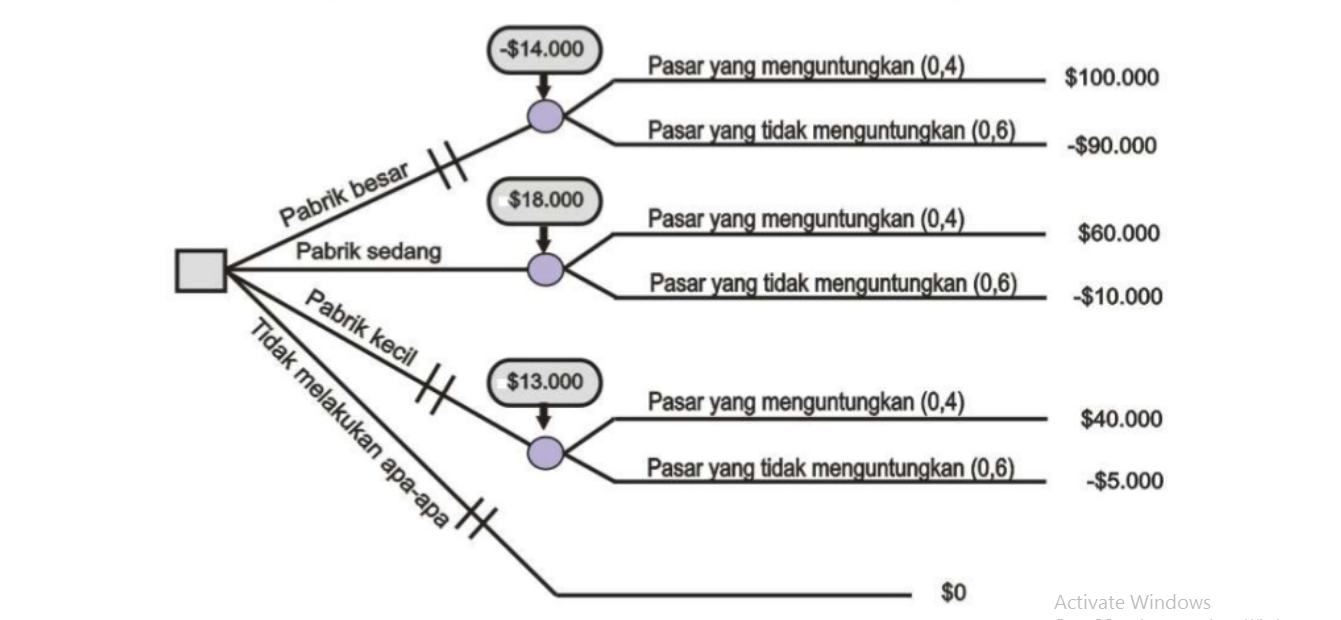 -$14.000
Pasar yang menguntungkan (0,4)
$100.000
Pasar yang tidak menguntungkan (0,6)
-$90.000
Pabrik besar
$18.000
Pasar yang menguntungkan (0,4)
$60.000
Pabrik sedang
Pasar yang tidak menguntungkan (0,6)
-$10.000
Pabrik kecil
$13.000
Pasar yang menguntungkan (0,4)
$40.000
Pasar yang tidak menguntungkan (0,6)
-$5.000
Tidak melakukan apa-apa
$0
Activate Windows